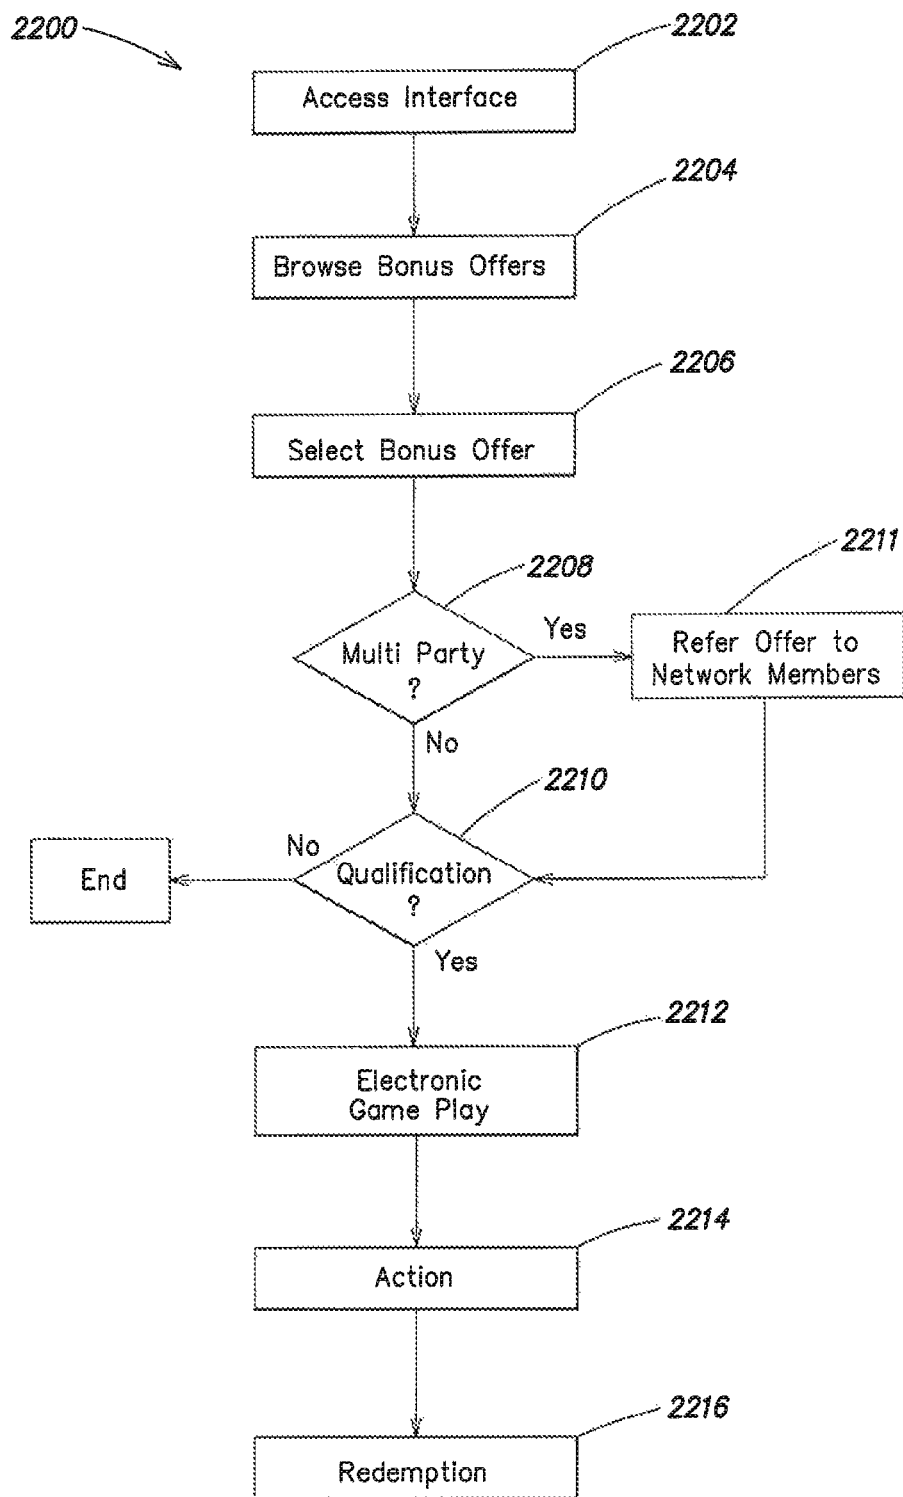 2200
2202
Access Interface
2204
Browse Bonus Offers
2206
Select Bonus Offer
2208
Multi Party
?
Yes
2211
Refer Offer to
Network Members
No
2210
Qualification
?
No
End
Yes
2212
Electronic
Game Play
2214
Action
2216
Redemption